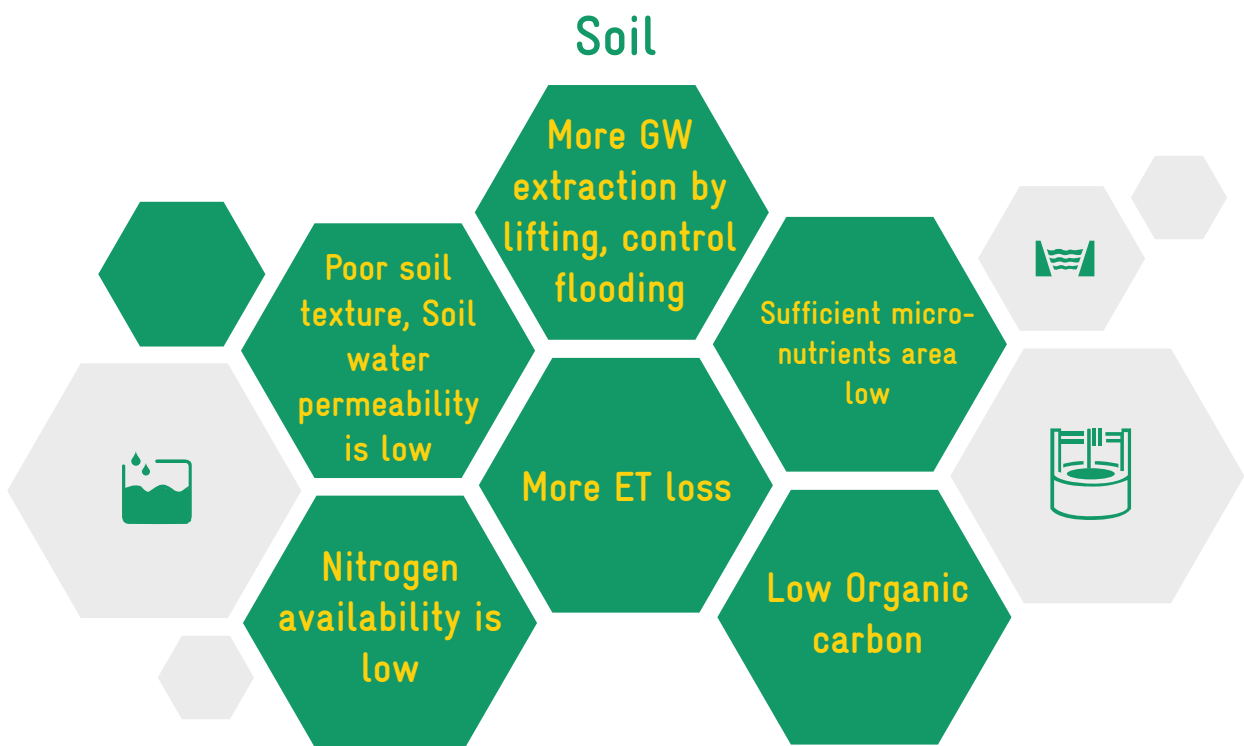 Soil
More GW
extraction by
lifting, control
flooding
Poor soil
texture, Soil
water
permeability
is low
Sufficient micro-
nutrients area
low
More ET loss
Nitrogen
availability is
low
Low Organic
carbon